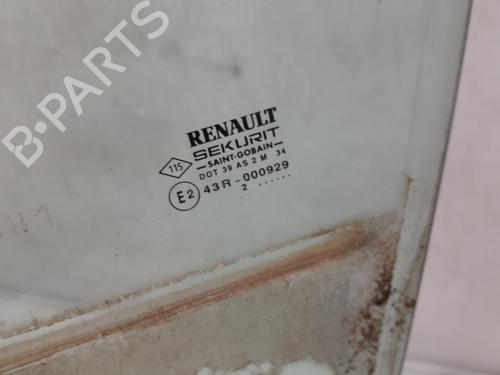 B-PARTS
RENAULT
SEKURIT
SAINT-GOBAIN
115
DOT 39 AS 2 M 34
E2 43R-000929
2 ......